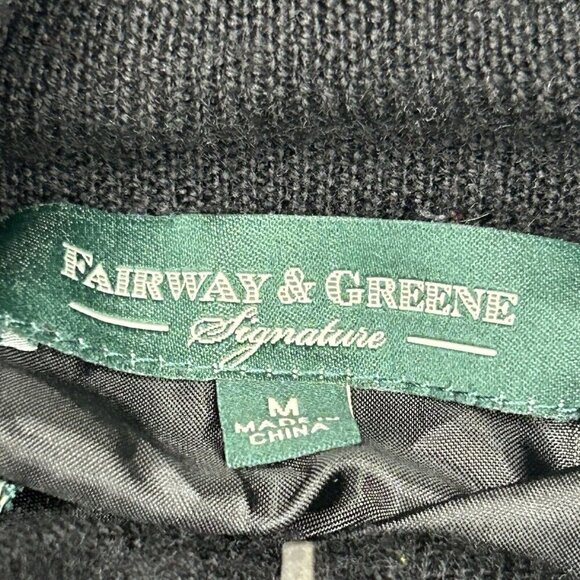 FAIRWAY & GREENE
Signature
M
MADE IN
CHINA